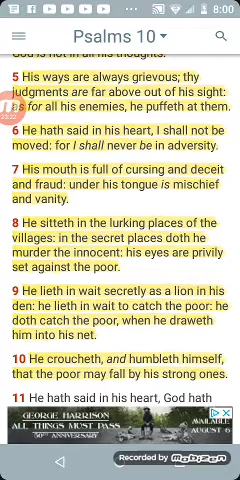 8:00
Psalms 10
God is not in all his thoughts.
5 His ways are always grievous; thy
judgments are far above out of his sight:
as for all his enemies, he puffeth at them.
23:22
6 He hath said in his heart, I shall not be
moved: for I shall never be in adversity.
7 His mouth is full of cursing and deceit
and fraud: under his tongue is mischief
and vanity.
8 He sitteth in the lurking places of the
villages: in the secret places doth he
murder the innocent: his eyes are privily
set against the poor.
9 He lieth in wait secretly as a lion in his
den: he lieth in wait to catch the poor: he
doth catch the poor, when he draweth
him into his net.
10 He croucheth, and humbleth himself,
that the poor may fall by his strong ones.
11 He hath said in his heart, God hath
GEORGE HARRISON
ALL THINGS MUST PASS
50TH ANNIVERSARY
AVAILABLE
AUGUST 6
Recorded by Mobizen